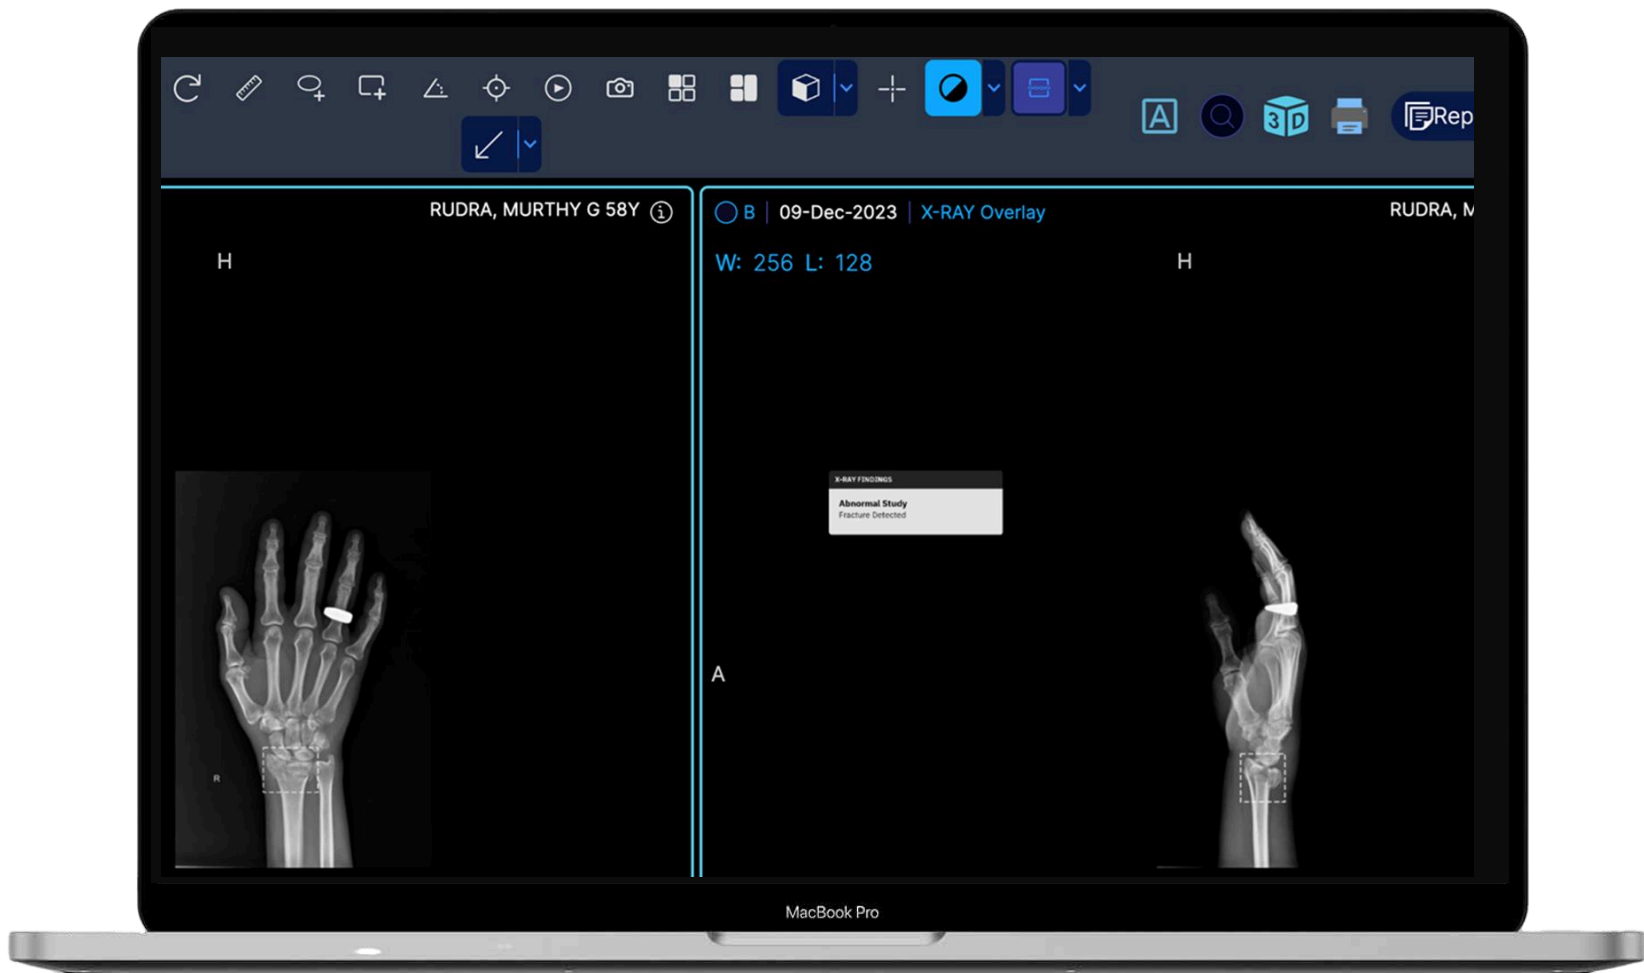 A
3D
Rep
RUDRA, MURTHY G 58Y
B 09-Dec-2023 X-RAY Overlay
RUDRA, M
H
W: 256 L: 128
H
X-RAY FINDINGS
Abnormal Study
Fracture Detected
A
R
MacBook Pro